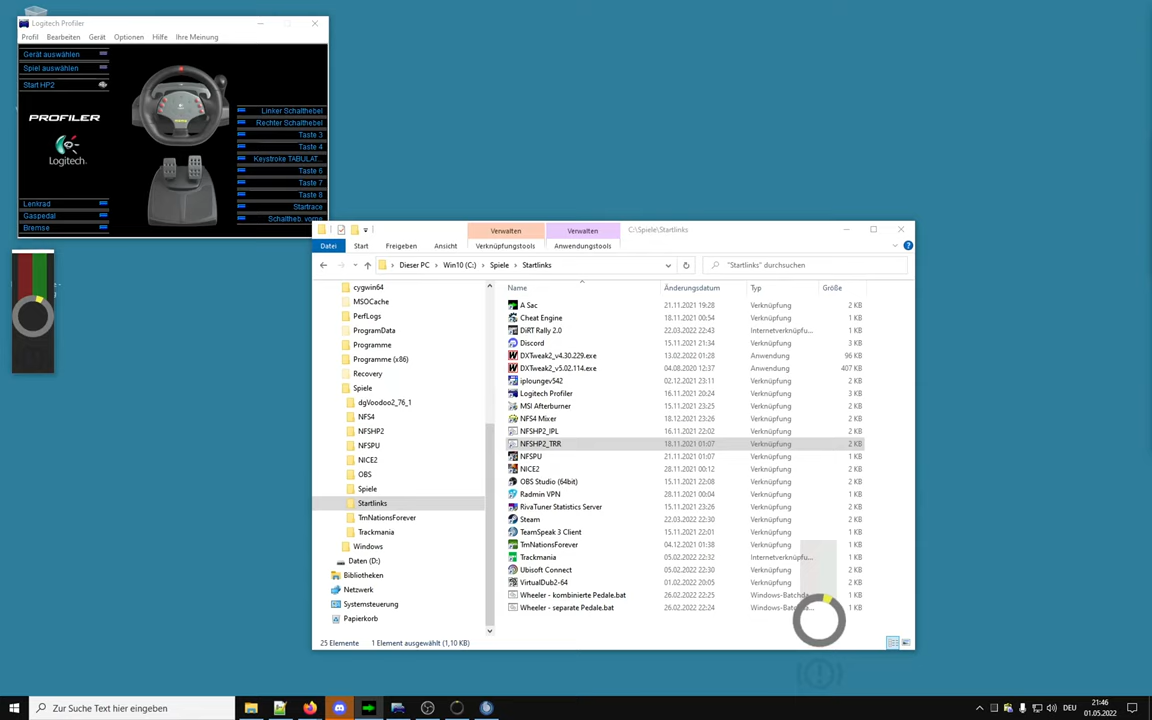 Logitech Profiler
Profil Bearbeiten Gerät Optionen Hilfe Ihre Meinung
Gerät auswählen
Spiel auswählen
Start HP2
PROFILER
Logitech
Lenkrad
Gaspedal
Bremse
Linker Schalthebel
Rechter Schalthebel
Taste 3
Taste 4
Keystroke TABULAT...
Taste 6
Taste 7
Taste 8
Startrace
Schaltheb. vorne
Verwalten Verwalten C:\Spiele\Startlinks
Datei Start Freigeben Ansicht Verknüpfungstools Anwendungstools
Dieser PC Win10 (C:) Spiele Startlinks
"Startlinks" durchsuchen
cygwin64
MSOCache
PerfLogs
ProgramData
Programme
Programme (x86)
Recovery
Spiele
dgVoodoo2_76_1
NFS4
NFSHP2
NFSPU
NICE2
OBS
Spiele
Startlinks
TmNationsForever
Trackmania
Windows
Daten (D:)
Bibliotheken
Netzwerk
Systemsteuerung
Papierkorb
Name Änderungsdatum Typ Größe
A Sac 21.11.2021 19:28 Verknüpfung 2 KB
Cheat Engine 18.11.2021 00:54 Verknüpfung 2 KB
DiRT Rally 2.0 22.03.2022 22:43 Internetverknüpfu... 1 KB
Discord 15.11.2021 21:34 Verknüpfung 3 KB
DXTweak2_v4.30.229.exe 13.02.2022 01:28 Anwendung 96 KB
DXTweak2_v5.02.114.exe 04.08.2020 12:37 Anwendung 407 KB
iploungev542 02.12.2021 23:11 Verknüpfung 2 KB
Logitech Profiler 16.11.2021 20:24 Verknüpfung 3 KB
MSI Afterburner 15.11.2021 23:25 Verknüpfung 2 KB
NFS4 Mixer 18.12.2021 23:26 Verknüpfung 2 KB
NFSHP2_IPL 16.11.2021 22:02 Verknüpfung 2 KB
NFSHP2_TRR 18.11.2021 01:07 Verknüpfung 2 KB
NFSPU 21.11.2021 01:07 Verknüpfung 1 KB
NICE2 28.11.2021 00:12 Verknüpfung 2 KB
OBS Studio (64bit) 15.11.2021 22:08 Verknüpfung 2 KB
Radmin VPN 28.11.2021 00:04 Verknüpfung 2 KB
RivaTuner Statistics Server 15.11.2021 23:26 Verknüpfung 2 KB
Steam 22.03.2022 22:30 Verknüpfung 2 KB
TeamSpeak 3 Client 15.11.2021 22:01 Verknüpfung 1 KB
TmNationsForever 04.12.2021 01:38 Verknüpfung 1 KB
Trackmania 05.02.2022 22:32 Internetverknüpfu... 1 KB
Ubisoft Connect 05.02.2022 22:30 Verknüpfung 2 KB
VirtualDub2-64 01.02.2022 20:05 Verknüpfung 2 KB
Wheeler - kombinierte Pedale.bat 26.02.2022 22:25 Windows-Batchda... 1 KB
Wheeler - separate Pedale.bat 26.02.2022 22:24 Windows-Batchda... 1 KB
25 Elemente 1 Element ausgewählt (1,10 KB)
Zur Suche Text hier eingeben
DEU
21:46
01.05.2022